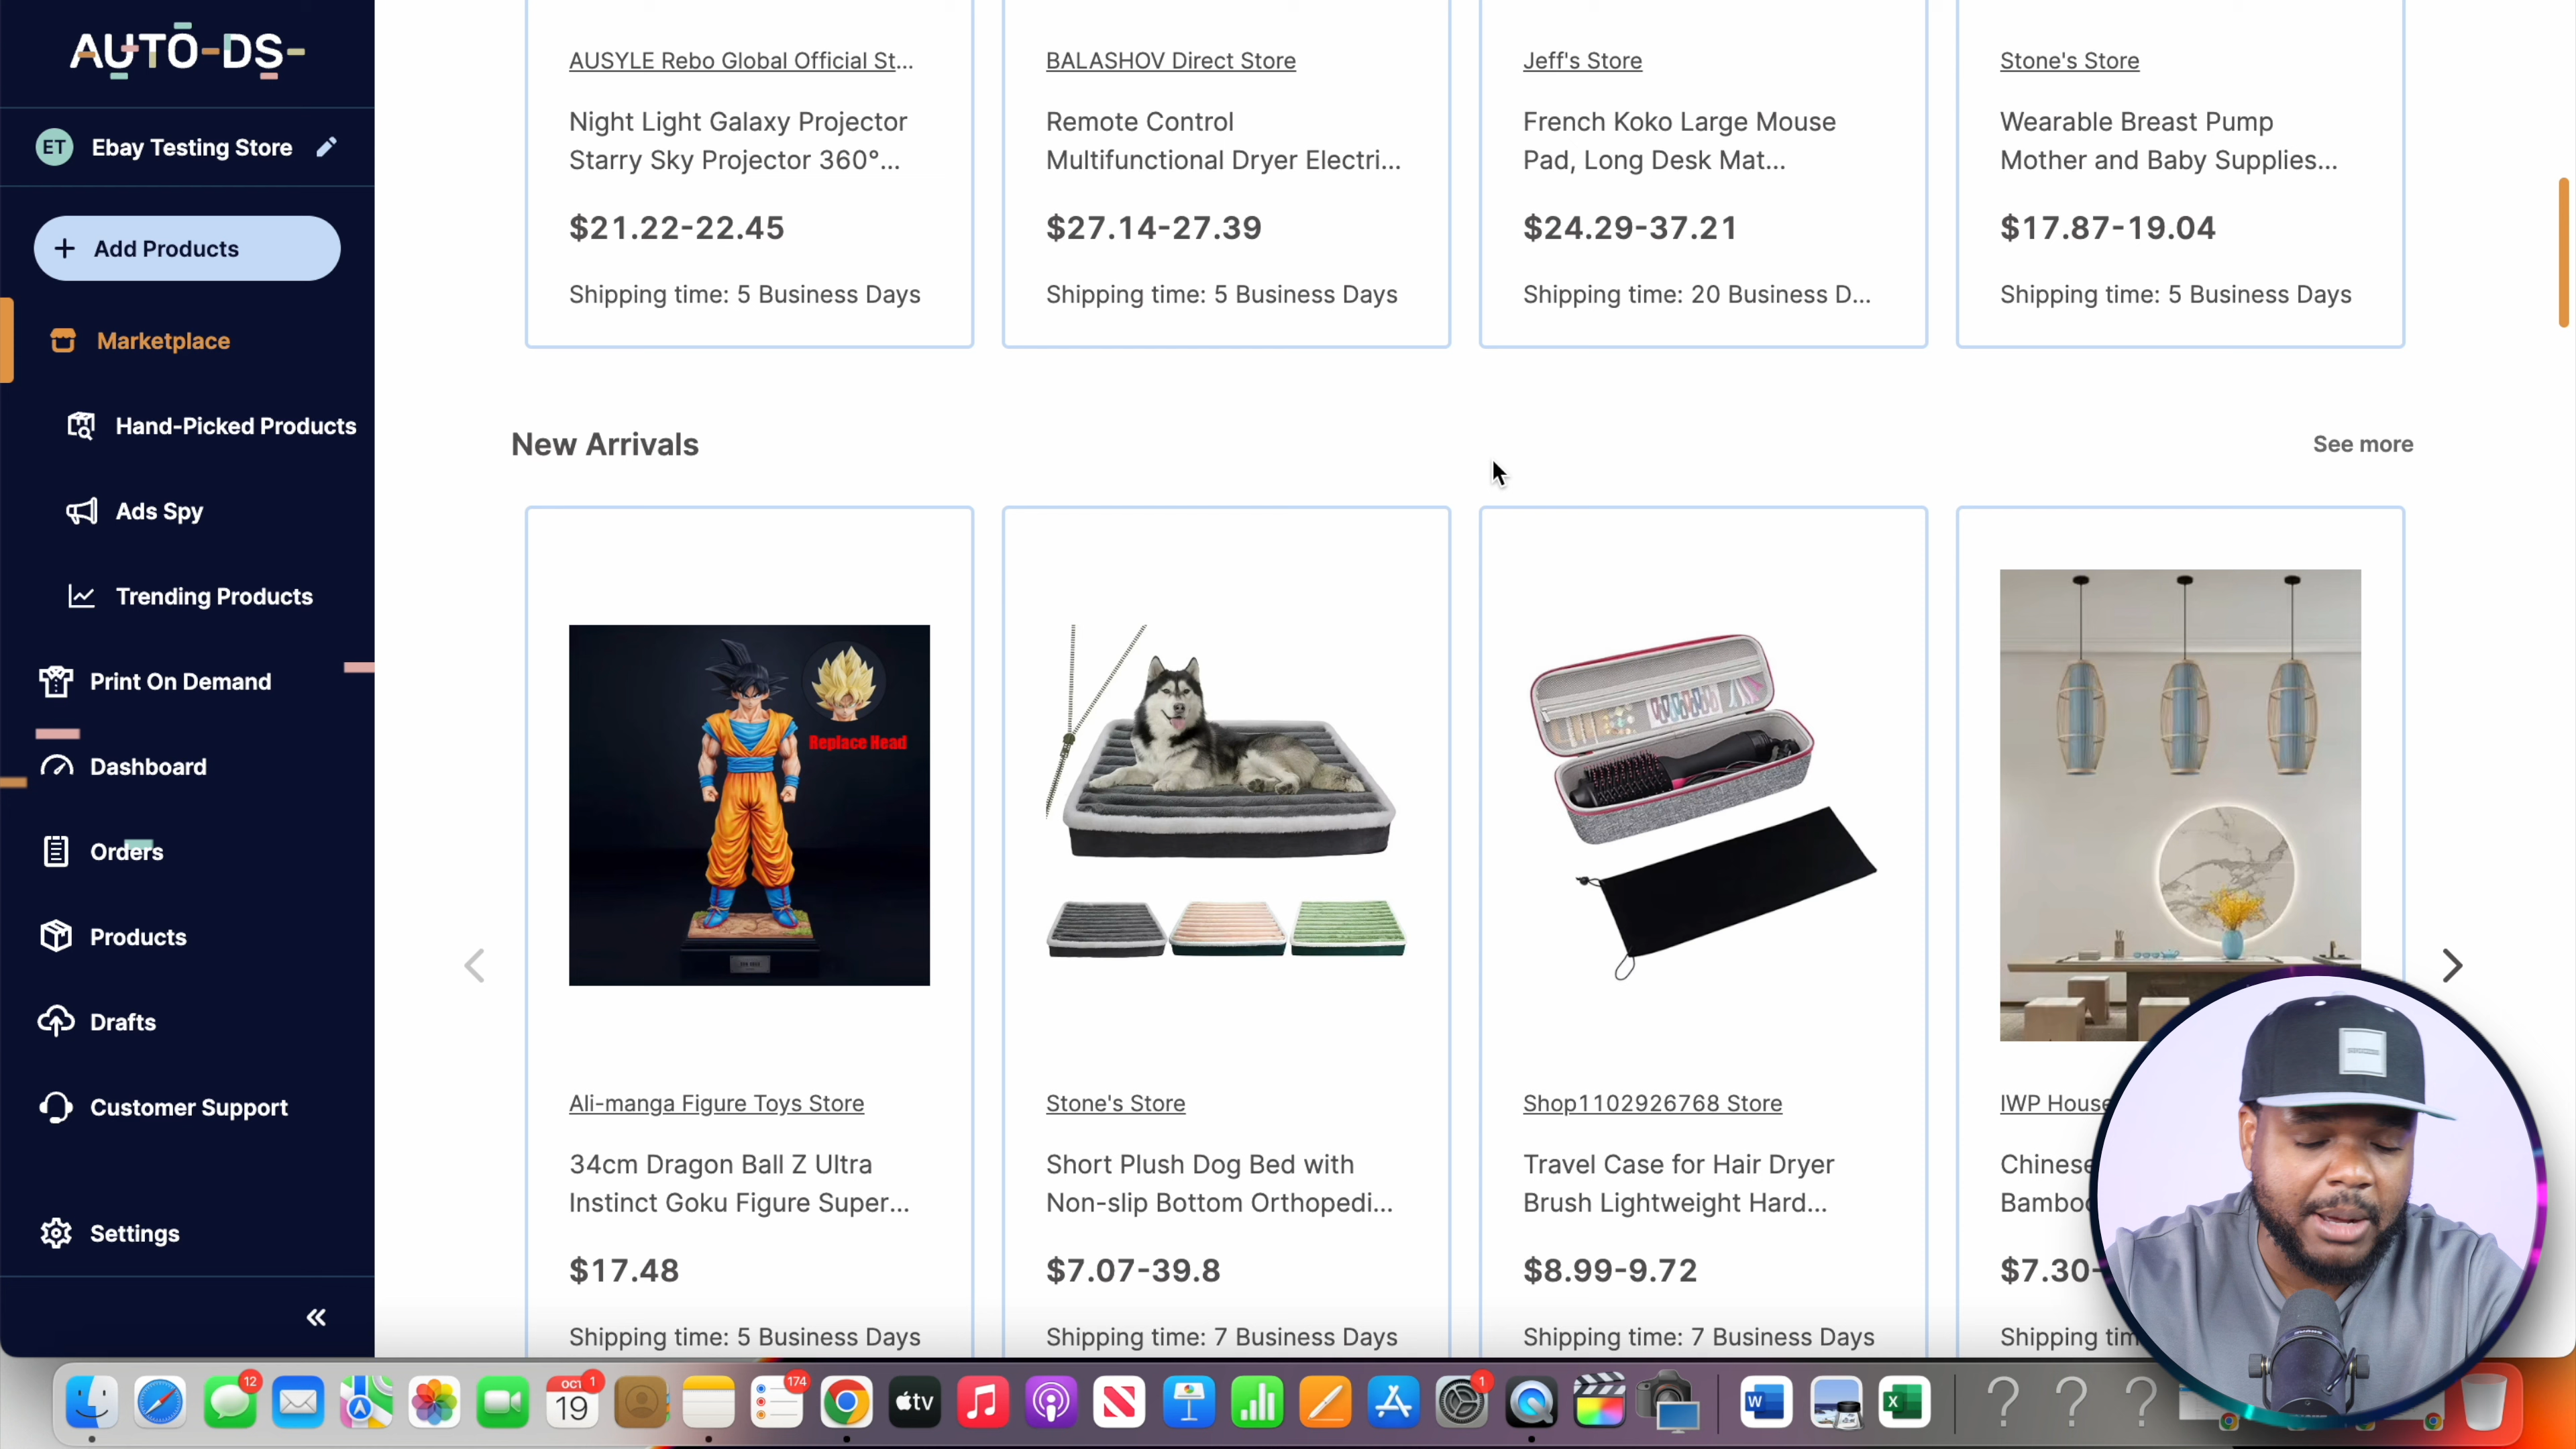 AUTO-DS-
ET Ebay Testing Store
+ Add Products
Marketplace
Hand-Picked Products
Ads Spy
Trending Products
Print On Demand
Dashboard
Orders
Products
Drafts
Customer Support
Settings
AUSYLE Rebo Global Official St...
Night Light Galaxy Projector
Starry Sky Projector 360°...
$21.22-22.45
Shipping time: 5 Business Days
BALASHOV Direct Store
Remote Control
Multifunctional Dryer Electri...
$27.14-27.39
Shipping time: 5 Business Days
Jeff's Store
French Koko Large Mouse
Pad, Long Desk Mat...
$24.29-37.21
Shipping time: 20 Business D...
Stone's Store
Wearable Breast Pump
Mother and Baby Supplies...
$17.87-19.04
Shipping time: 5 Business Days
New Arrivals
See more
Replace Head
Ali-manga Figure Toys Store
34cm Dragon Ball Z Ultra
Instinct Goku Figure Super...
$17.48
Shipping time: 5 Business Days
Stone's Store
Short Plush Dog Bed with
Non-slip Bottom Orthopedi...
$7.07-39.8
Shipping time: 7 Business Days
Shop1102926768 Store
Travel Case for Hair Dryer
Brush Lightweight Hard...
$8.99-9.72
Shipping time: 7 Business Days
IWP House
Chinese
$7.30-
Shipping
12
OCT 1
19
174
tv
1
W
X
? ? ?